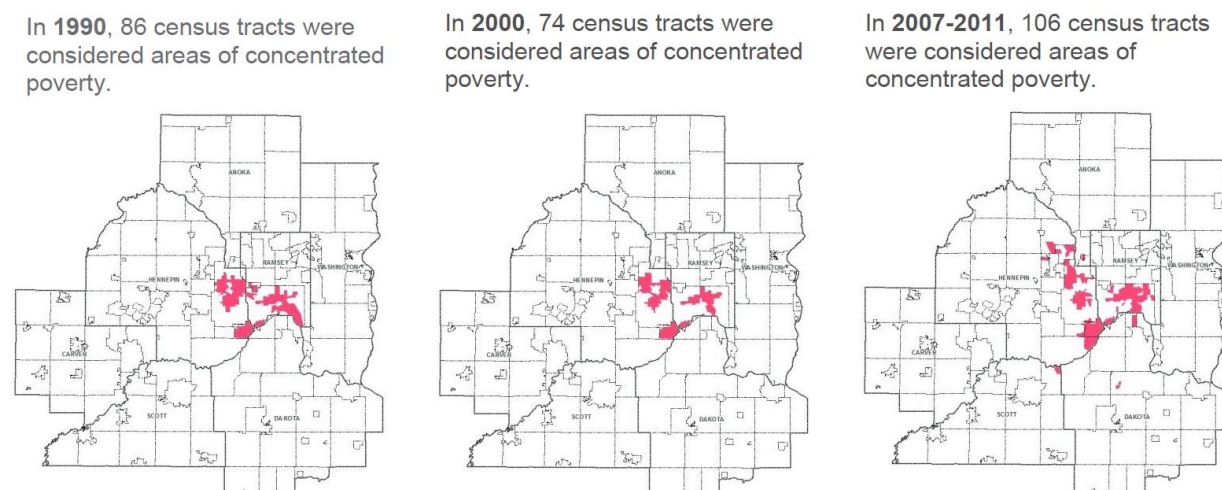 In 1990, 86 census tracts were
considered areas of concentrated
poverty.
In 2000, 74 census tracts were
considered areas of concentrated
poverty.
In 2007-2011, 106 census tracts
were considered areas of
concentrated poverty.
ANOKA
HENNEPIN
RAMSEY
WASHINGTON
CARVER
SCOTT
DAKOTA
ANOKA
HENNEPIN
RAMSEY
WASHINGTON
CARVER
SCOTT
DAKOTA
ANOKA
HENNEPIN
RAMSEY
WASHINGTON
CARVER
SCOTT
DAKOTA